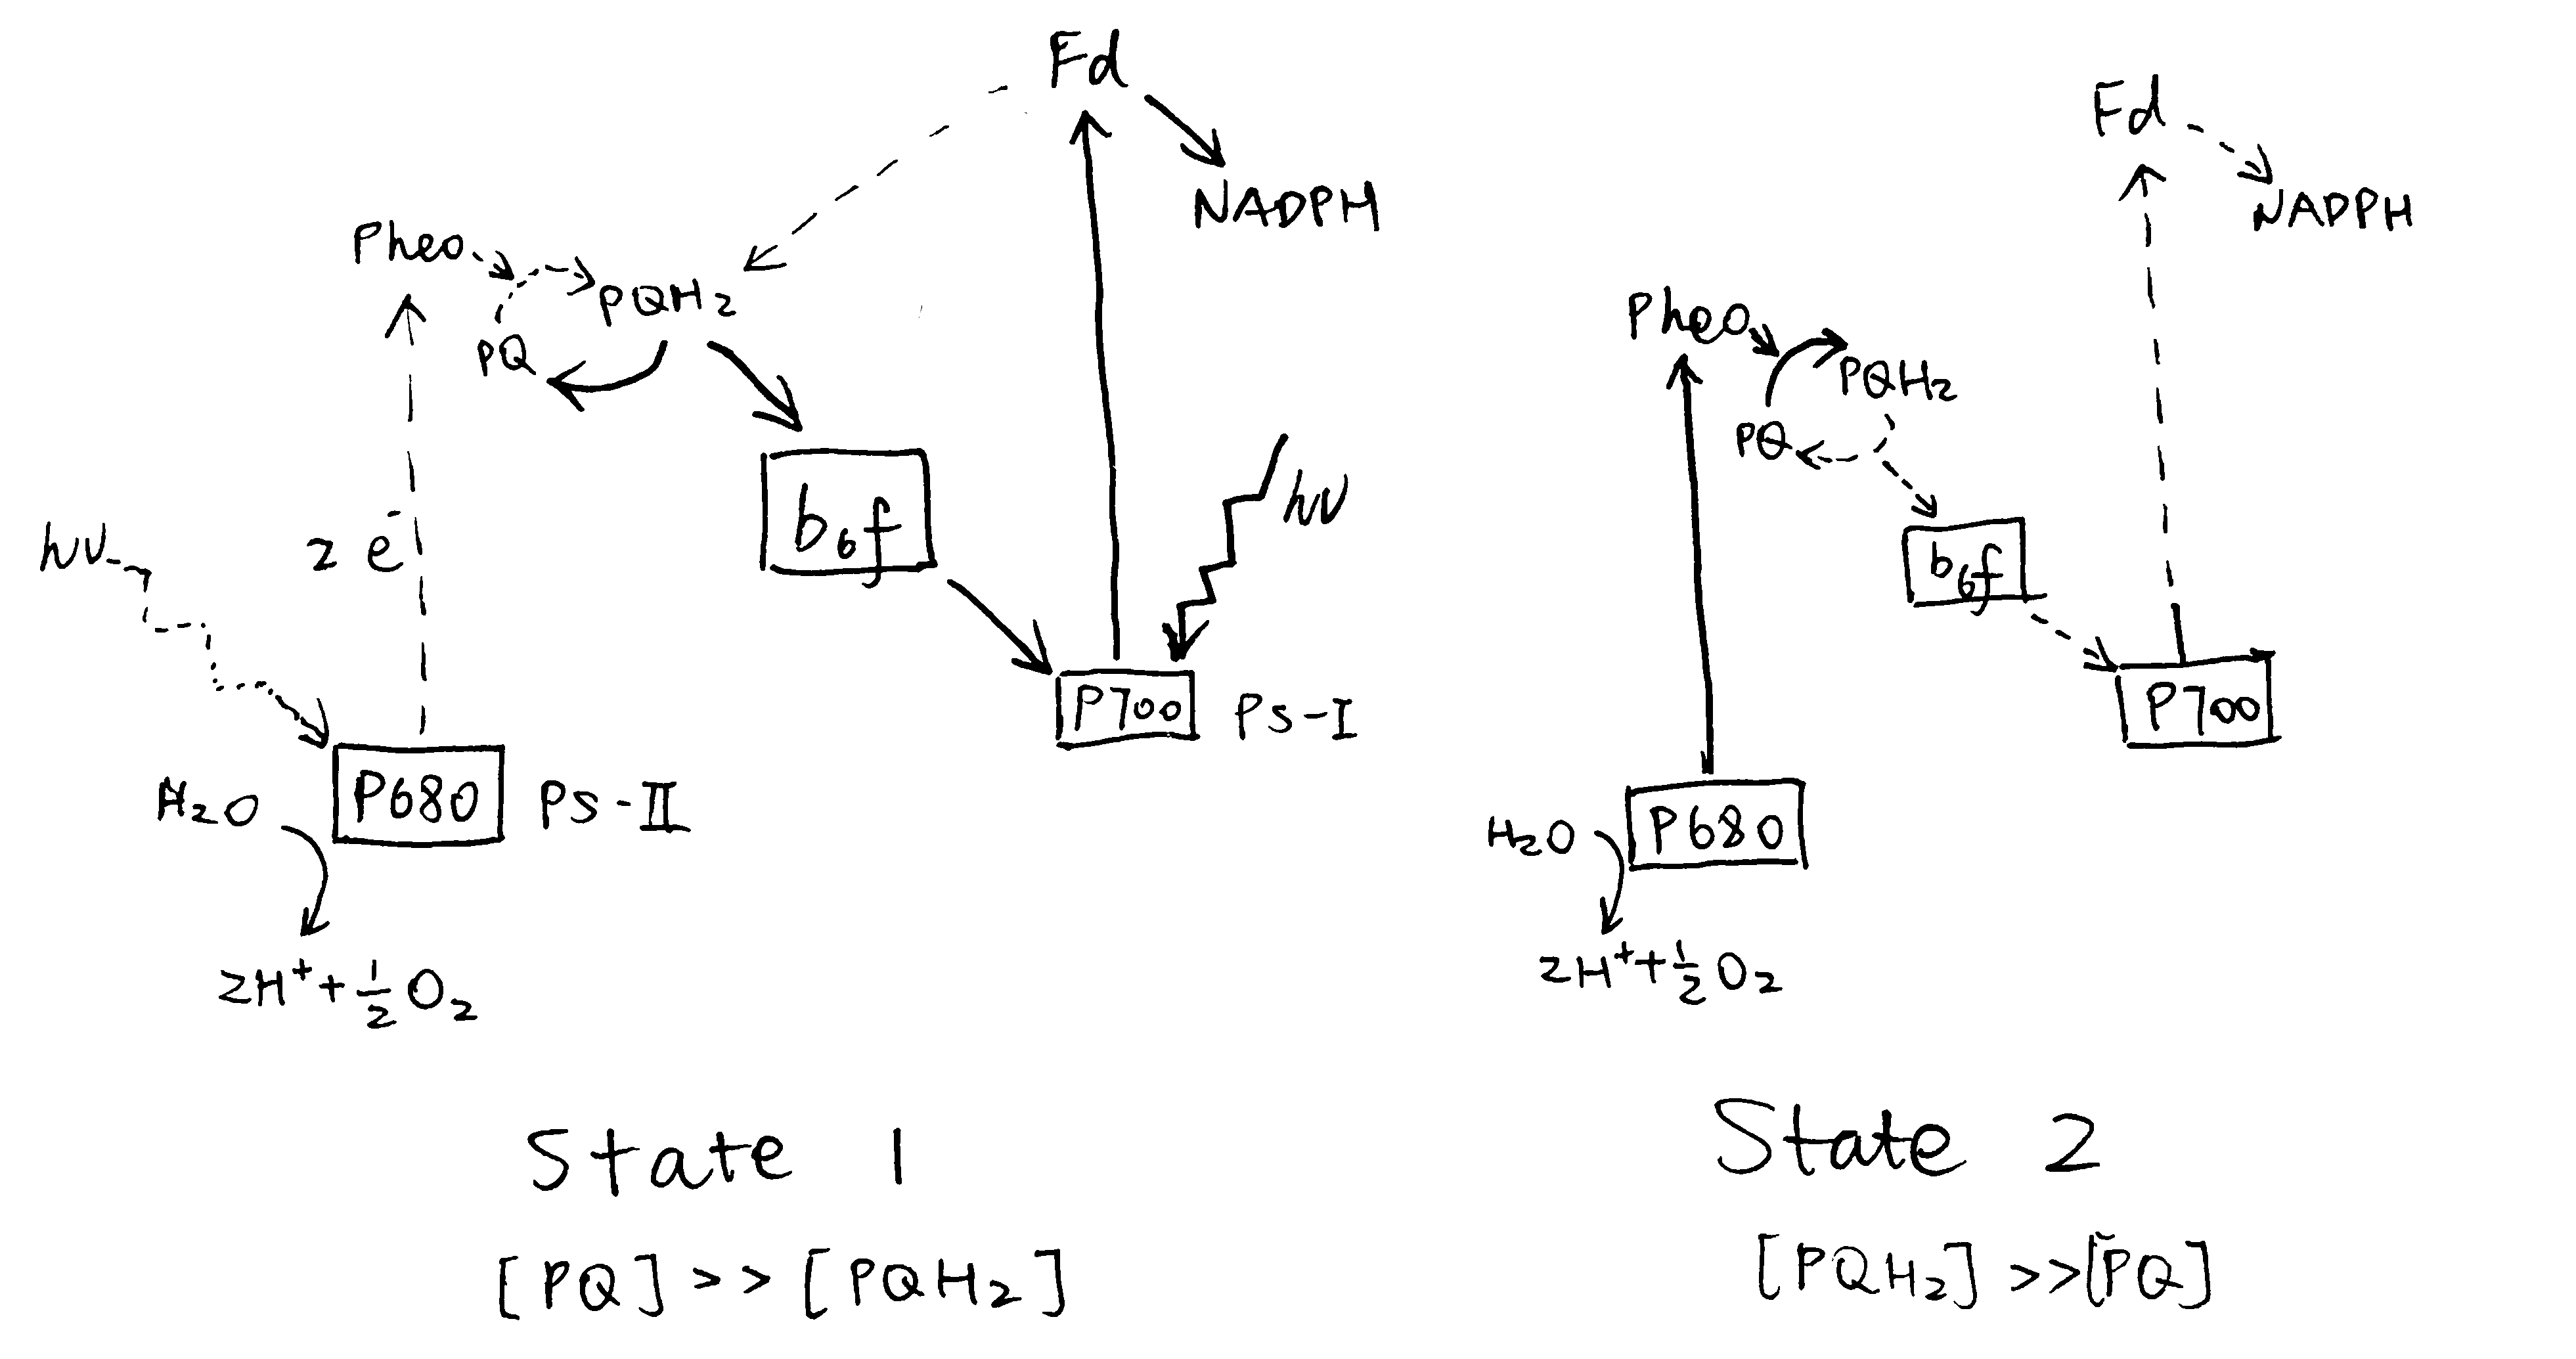 Fd
NADPH
Pheo
PQH₂
PQ
b₆f
hν
hν
2 e⁻
P700 PS-I
H₂O P680 PS-II
2H⁺ + ½ O₂
State 1
[PQ] >> [PQH₂]
Fd
NADPH
Pheo
PQH₂
PQ
b₆f
P700
H₂O P680
2H⁺ + ½ O₂
State 2
[PQH₂] >> [PQ]